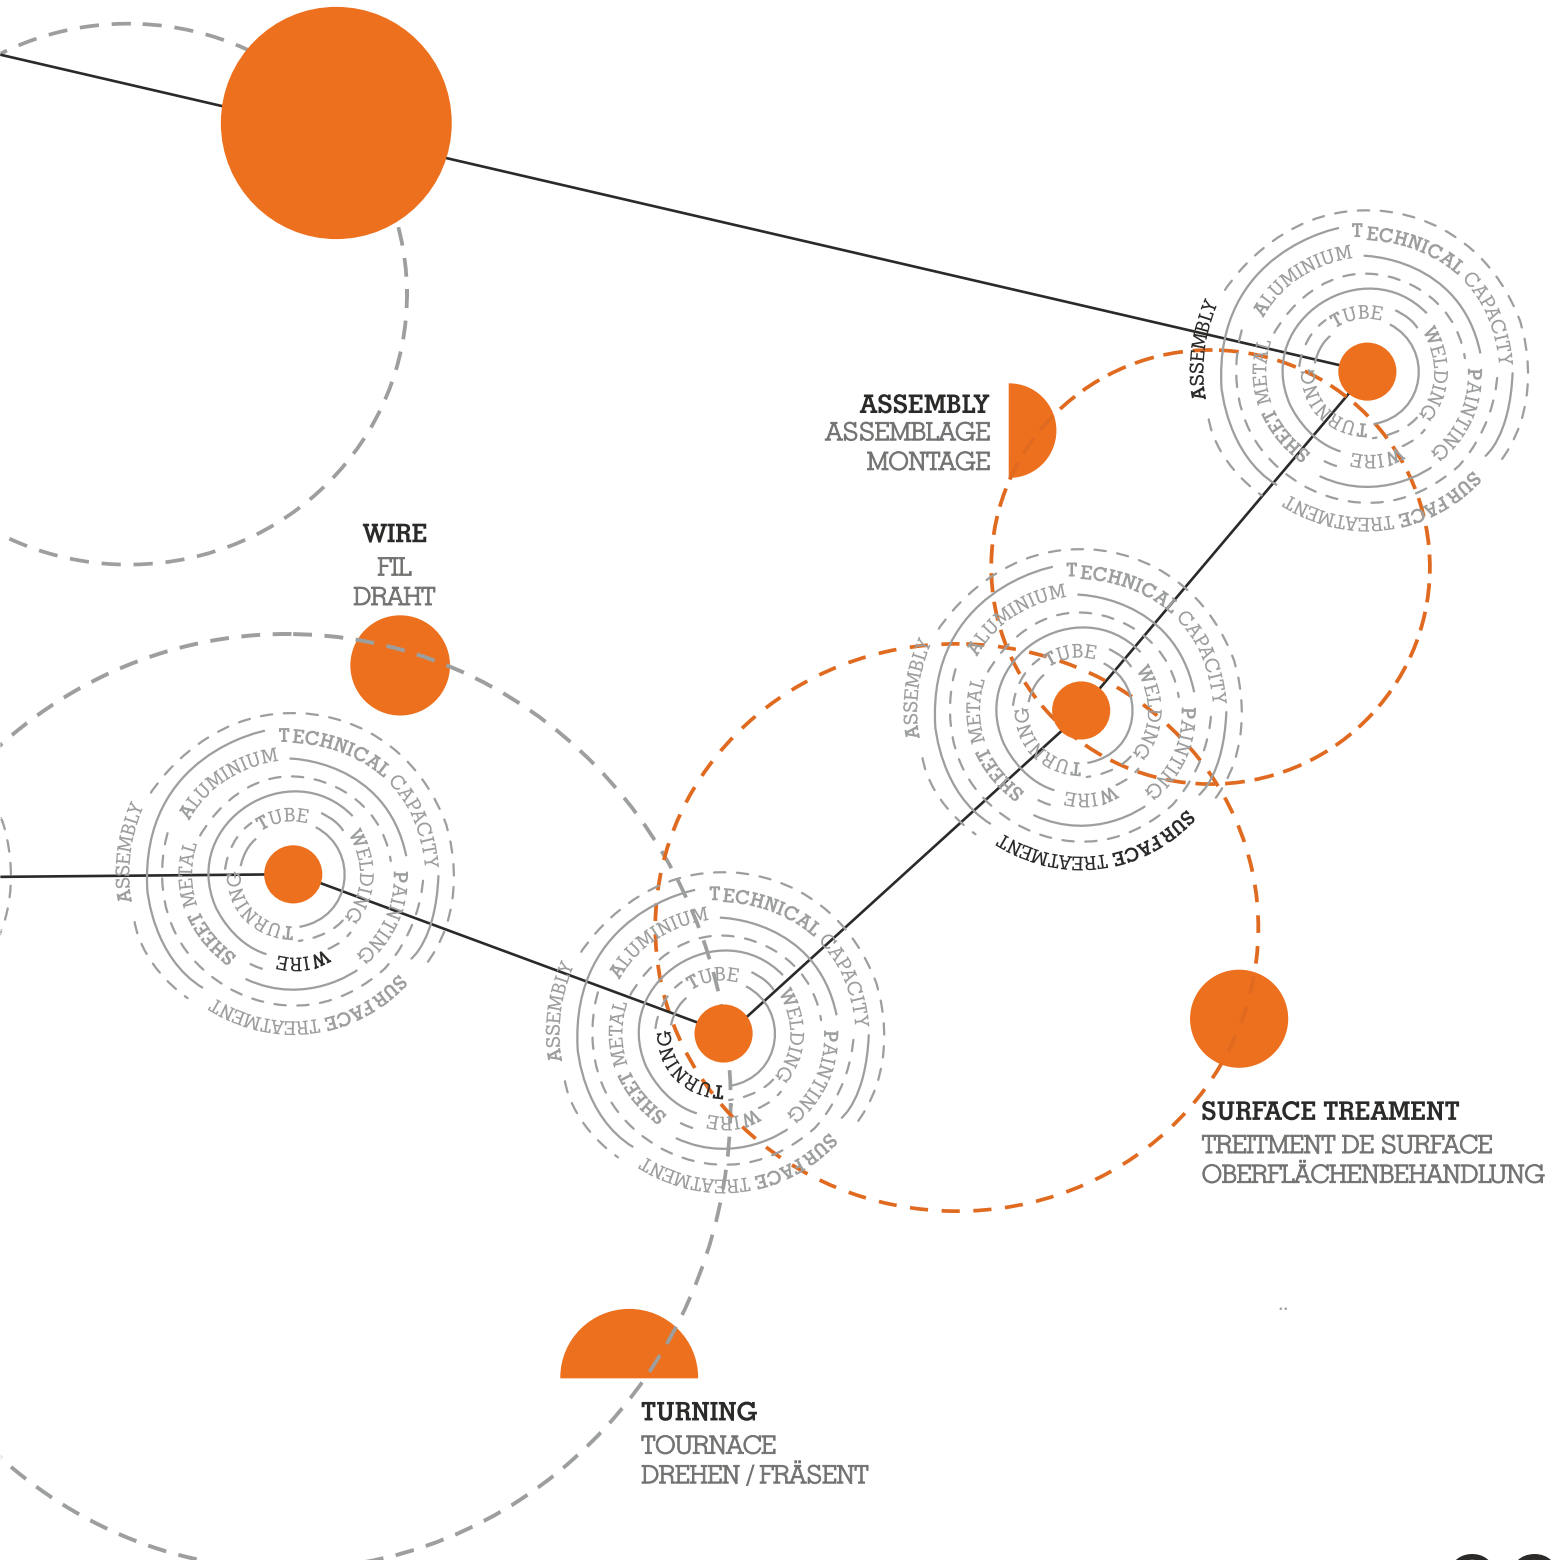 TECHNICAL CAPACITY
ALUMINIUM
ASSEMBLY
TUBE
WELDING
PAINTING
SHEET METAL
TURNING
WIRE
SURFACE TREATMENT
ASSEMBLY
ASSEMBLAGE
MONTAGE
WIRE
FIL
DRAHT
TECHNICAL CAPACITY
ALUMINIUM
ASSEMBLY
TUBE
WELDING
PAINTING
SHEET METAL
TURNING
WIRE
SURFACE TREATMENT
TECHNICAL CAPACITY
ALUMINIUM
ASSEMBLY
TUBE
WELDING
PAINTING
SHEET METAL
TURNING
WIRE
SURFACE TREATMENT
TECHNICAL CAPACITY
ALUMINIUM
ASSEMBLY
TUBE
WELDING
PAINTING
SHEET METAL
TURNING
WIRE
SURFACE TREATMENT
SURFACE TREAMENT
TREITMENT DE SURFACE
OBERFLÄCHENBEHANDLUNG
TURNING
TOURNACE
DREHEN / FRÄSENT